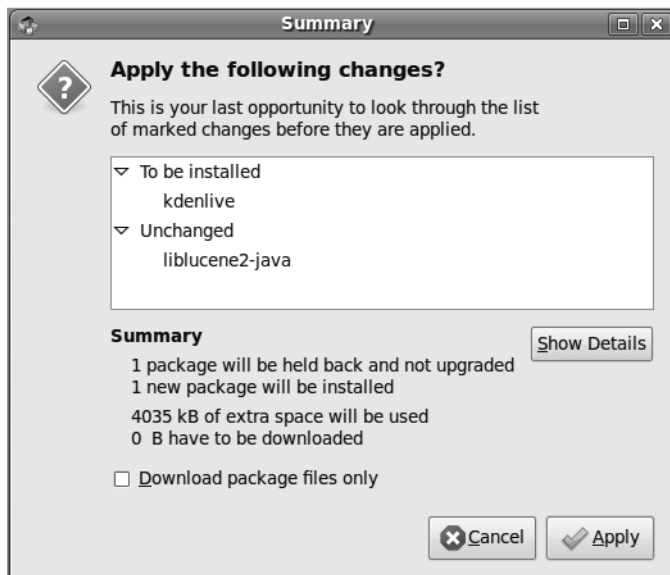 Summary
Apply the following changes?
This is your last opportunity to look through the list
of marked changes before they are applied.
To be installed
kdenlive
Unchanged
liblucene2-java
Summary
Show Details
1 package will be held back and not upgraded
1 new package will be installed
4035 kB of extra space will be used
0 B have to be downloaded
Download package files only
Cancel
Apply